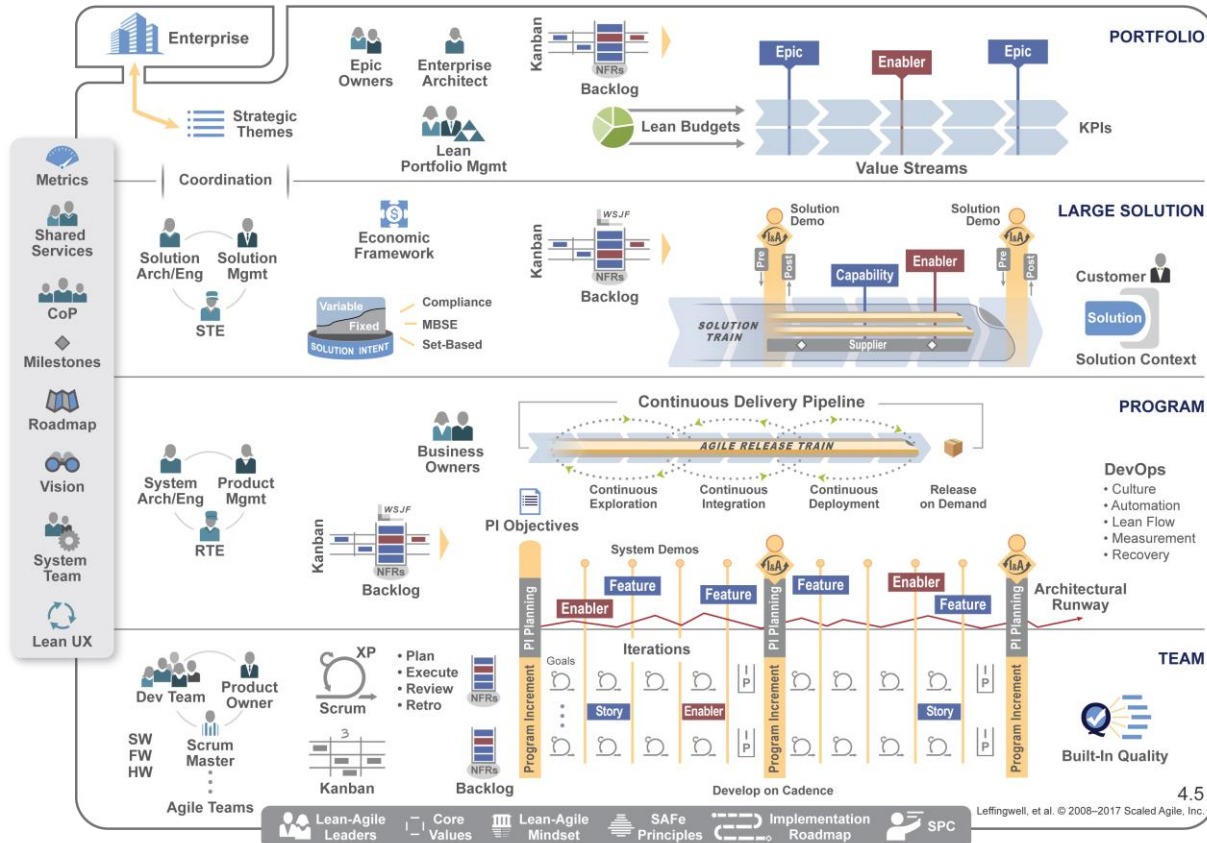 Enterprise
Strategic
Themes
Epic
Owners
Enterprise
Architect
Lean
Portfolio Mgmt
Kanban
NFRs
Backlog
Lean Budgets
Epic
Enabler
Epic
Value Streams
KPIs
PORTFOLIO
Metrics
Shared
Services
CoP
Milestones
Roadmap
Vision
System
Team
Lean UX
Coordination
Solution
Arch/Eng
Solution
Mgmt
STE
Economic
Framework
Variable
Fixed
SOLUTION INTENT
Compliance
MBSE
Set-Based
Kanban
WSJF
NFRs
Backlog
Solution
Demo
I&A
Pre
Post
Capability
Enabler
Solution
Demo
I&A
Pre
Post
SOLUTION
TRAIN
Supplier
LARGE SOLUTION
Customer
Solution
Solution Context
System
Arch/Eng
Product
Mgmt
RTE
Business
Owners
Kanban
WSJF
NFRs
Backlog
Continuous Delivery Pipeline
AGILE RELEASE TRAIN
Continuous
Exploration
Continuous
Integration
Continuous
Deployment
Release
on Demand
PROGRAM
DevOps
• Culture
• Automation
• Lean Flow
• Measurement
• Recovery
PI Objectives
System Demos
I&A
I&A
PI Planning
PI Planning
PI Planning
Enabler
Feature
Feature
Feature
Enabler
Feature
Architectural
Runway
Dev Team
Product
Owner
Scrum
Master
SW
FW
HW
Agile Teams
XP
Scrum
• Plan
• Execute
• Review
• Retro
3
Kanban
NFRs
NFRs
Backlog
Program Increment
Program Increment
Program Increment
Goals
Iterations
Story
Enabler
Story
I
P
I
P
I
P
I
P
Develop on Cadence
TEAM
Built-In Quality
4.5
Leffingwell, et al. © 2008–2017 Scaled Agile, Inc.
Lean-Agile
Leaders
Core
Values
Lean-Agile
Mindset
SAFe
Principles
Implementation
Roadmap
SPC